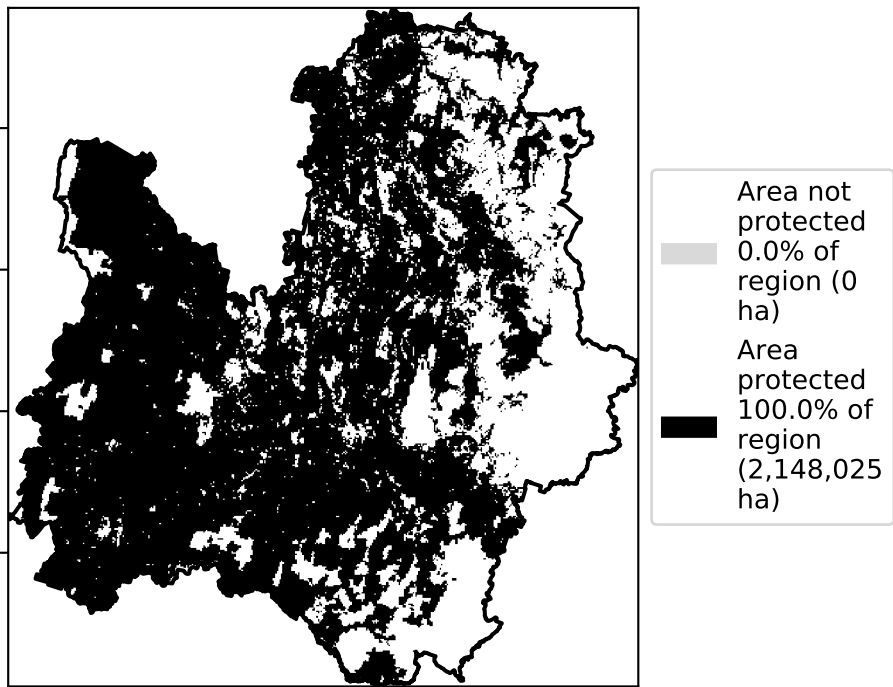 Area not
protected
0.0% of
region (0
ha)
Area
protected
100.0% of
region
(2,148,025
ha)